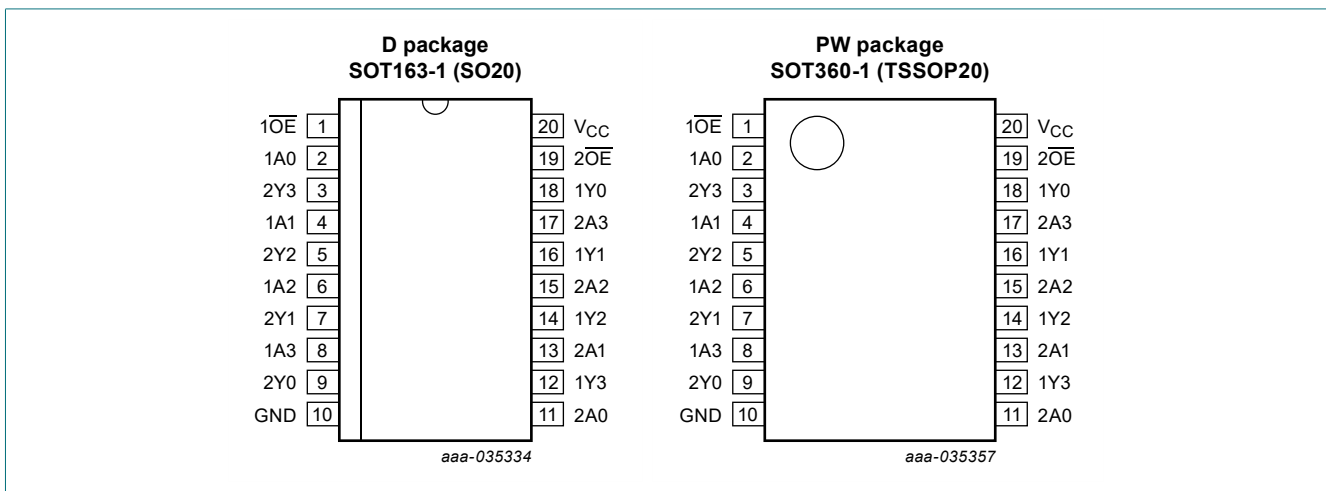 D package
SOT163-1 (SO20)
1O̅E̅ 1
1A0 2
2Y3 3
1A1 4
2Y2 5
1A2 6
2Y1 7
1A3 8
2Y0 9
GND 10
20 VCC
19 2O̅E̅
18 1Y0
17 2A3
16 1Y1
15 2A2
14 1Y2
13 2A1
12 1Y3
11 2A0
aaa-035334
PW package
SOT360-1 (TSSOP20)
1O̅E̅ 1
1A0 2
2Y3 3
1A1 4
2Y2 5
1A2 6
2Y1 7
1A3 8
2Y0 9
GND 10
20 VCC
19 2O̅E̅
18 1Y0
17 2A3
16 1Y1
15 2A2
14 1Y2
13 2A1
12 1Y3
11 2A0
aaa-035357